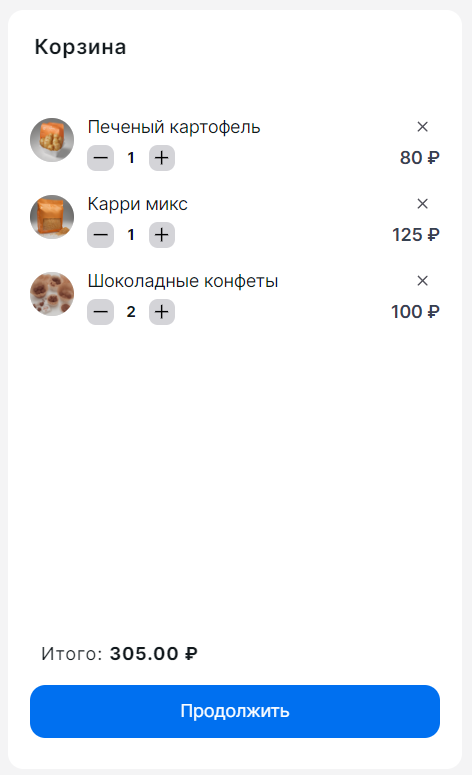 Корзина
Печеный картофель
1 80 ₽
Карри микс
1 125 ₽
Шоколадные конфеты
2 100 ₽
Итого: 305.00 ₽
Продолжить